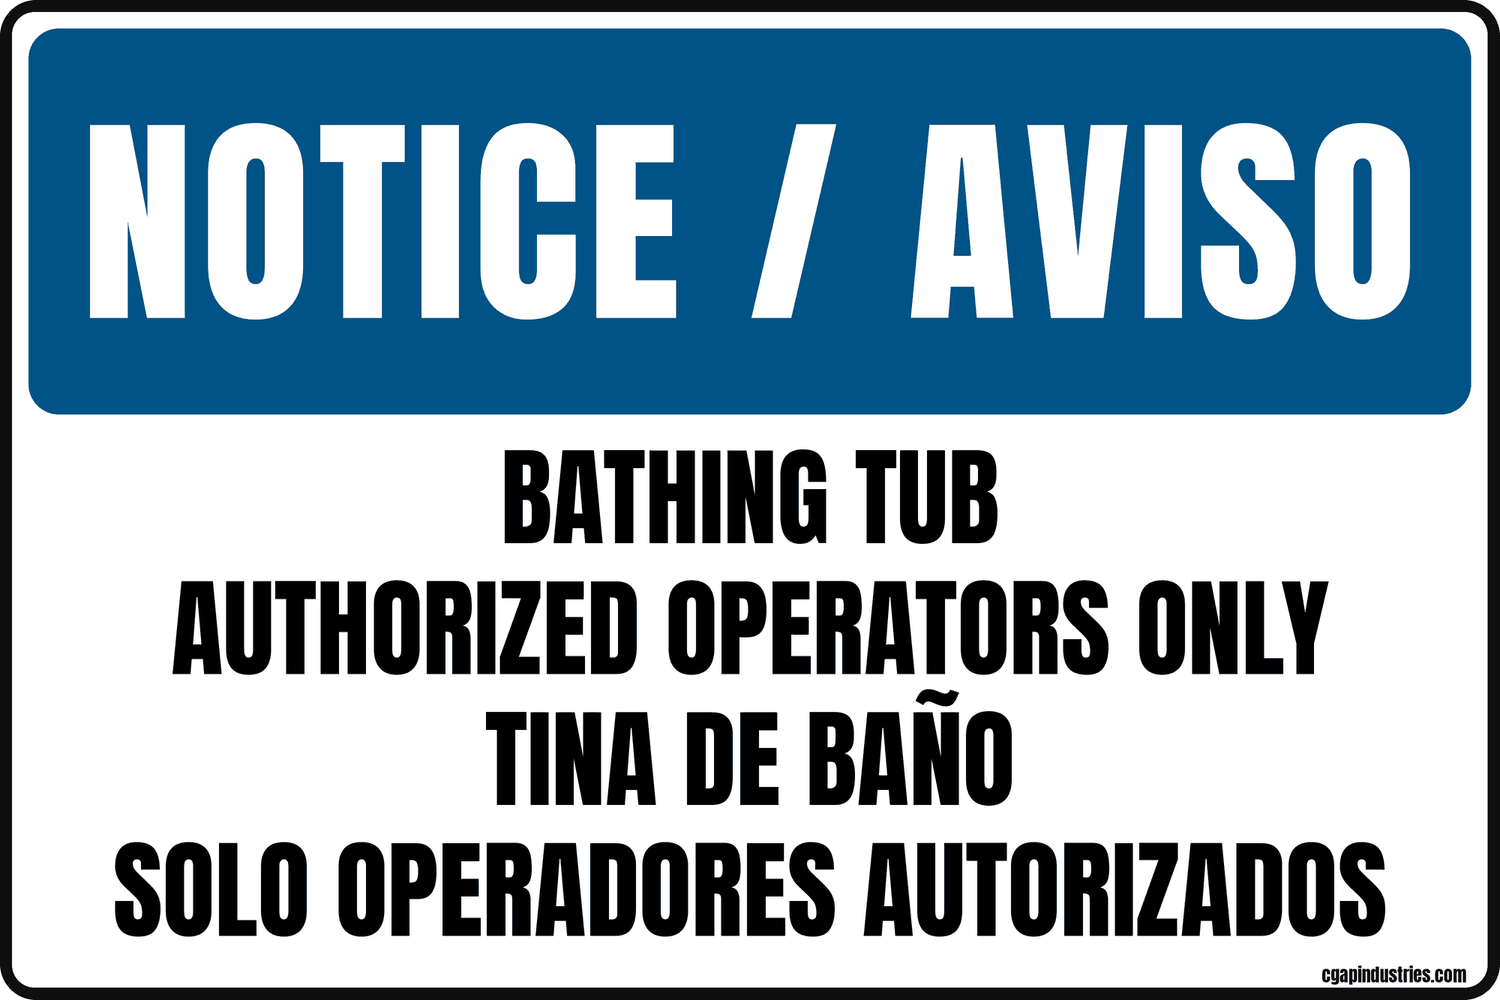 NOTICE / AVISO
BATHING TUB
AUTHORIZED OPERATORS ONLY
TINA DE BAÑO
SOLO OPERADORES AUTORIZADOS
cgapindustries.com